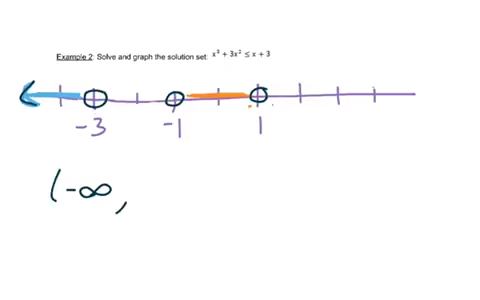 Example 2: Solve and graph the solution set: x³ + 3x² ≤ x + 3
-3 -1 1
(-∞,